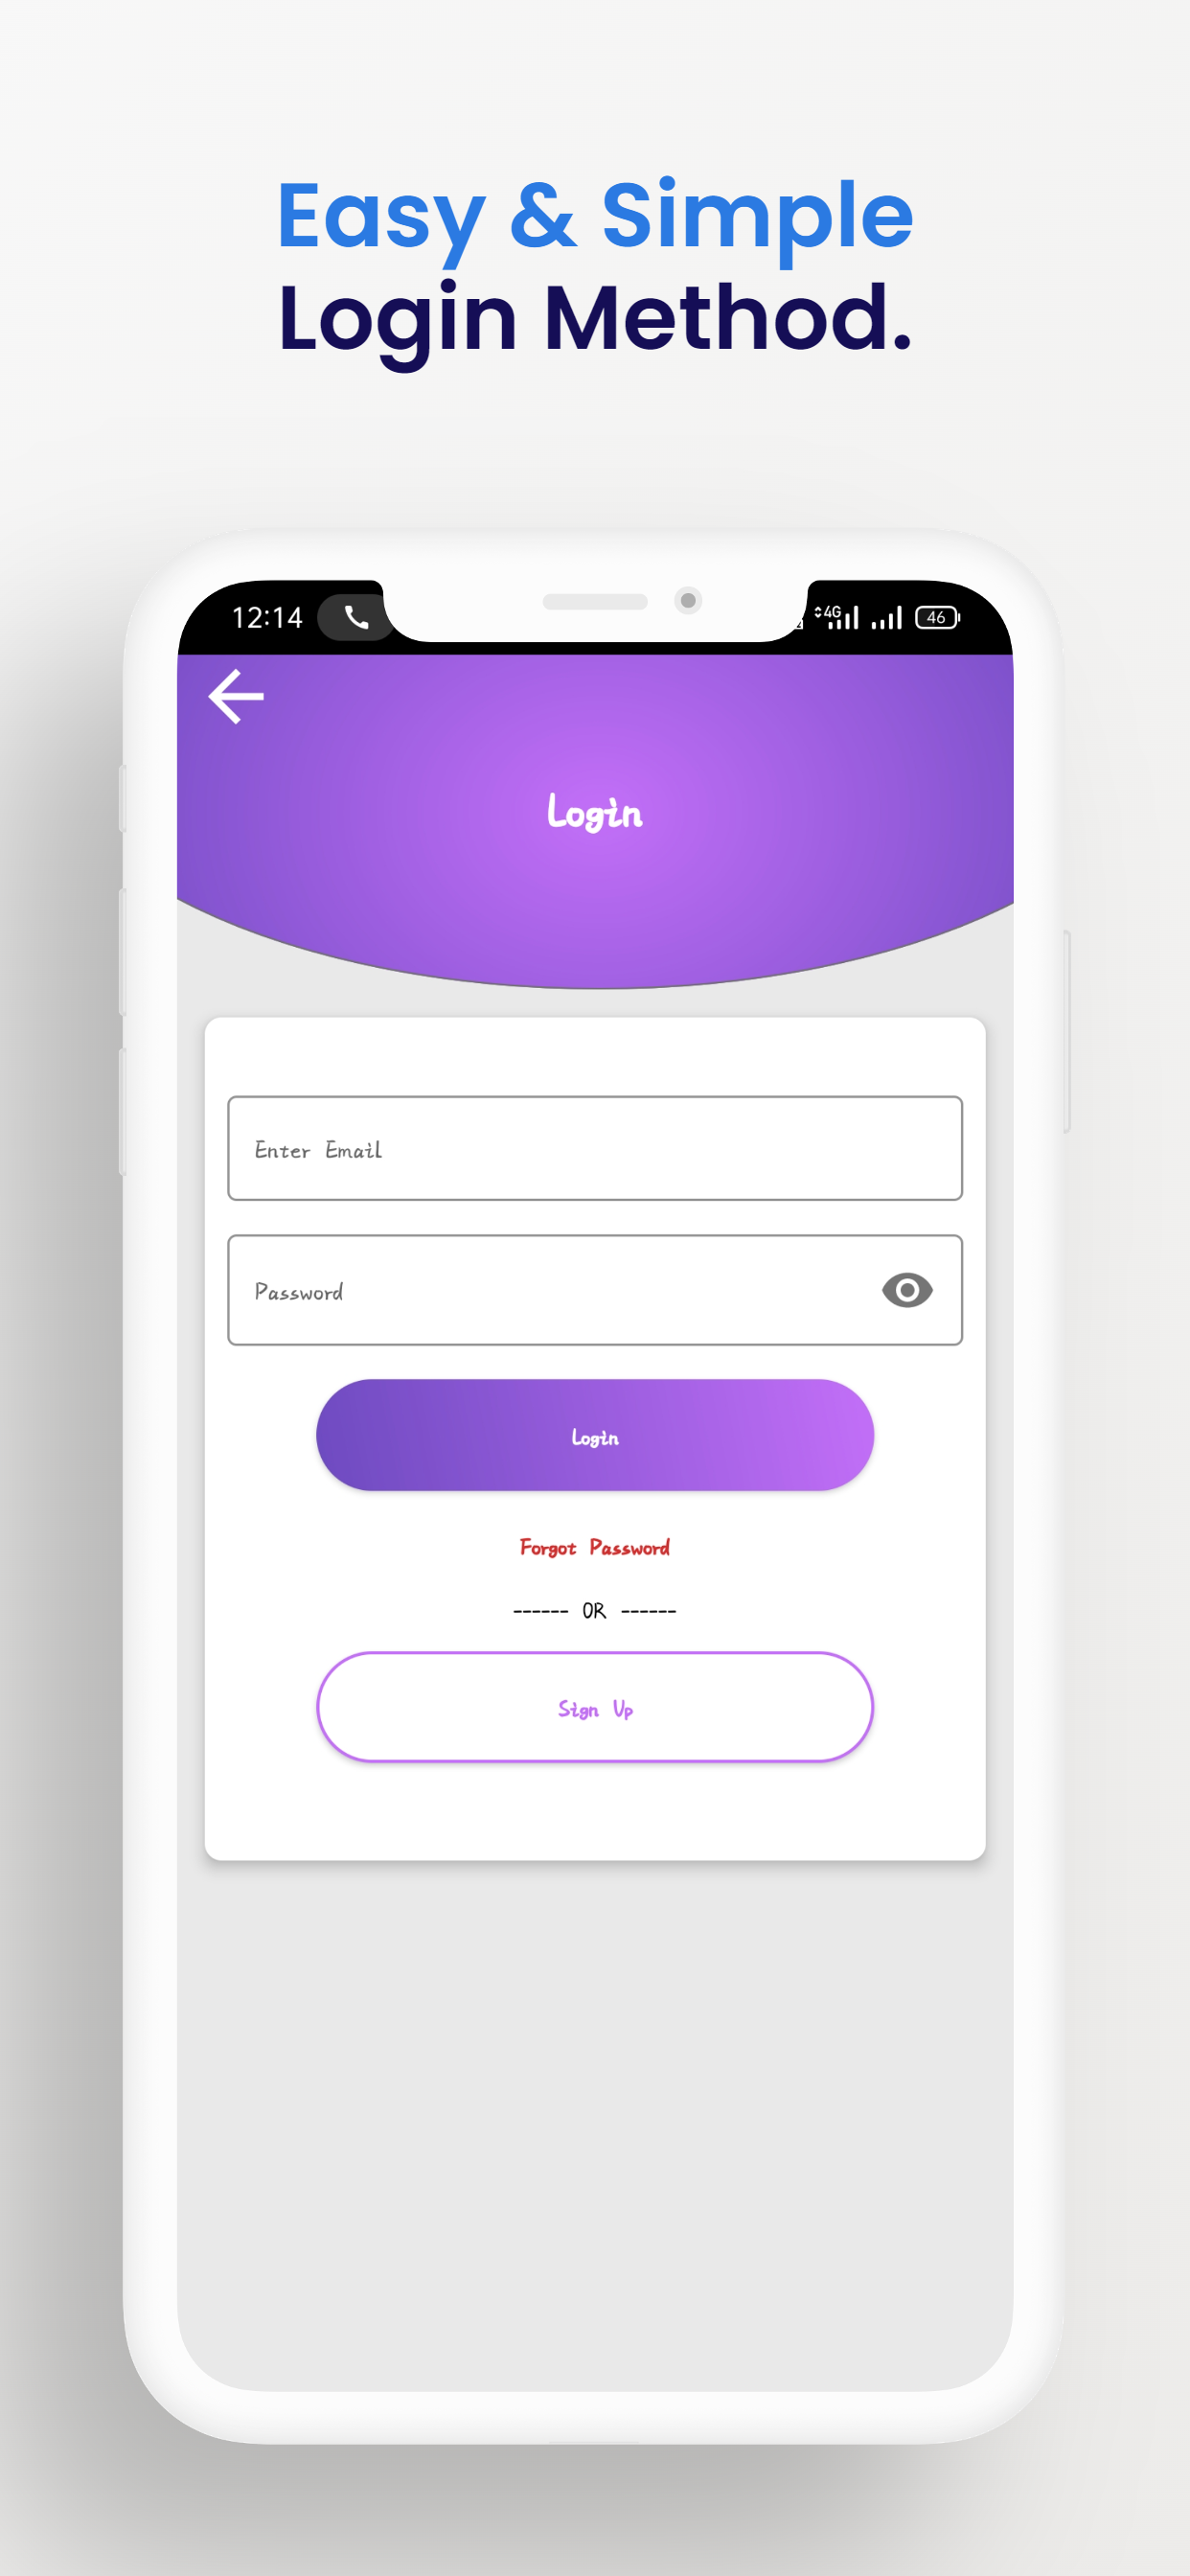 Easy & Simple
Login Method.
12:14 4G 46
Login
Enter Email
Password
Login
Forgot Password
------ OR ------
Sign Up